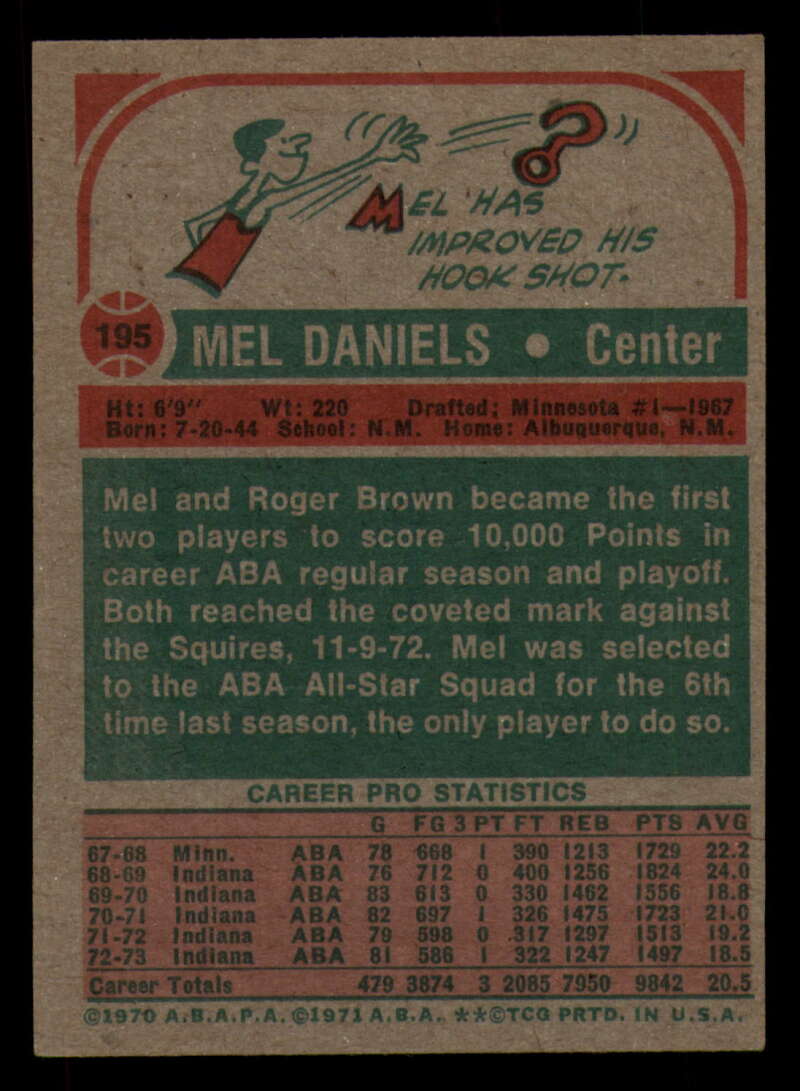 MEL HAS
IMPROVED HIS
HOOK SHOT.
195 MEL DANIELS • Center
Ht: 6'9" Wt: 220 Drafted: Minnesota #1—1967
Born: 7-20-44 School: N.M. Home: Albuquerque, N.M.
Mel and Roger Brown became the first
two players to score 10,000 Points in
career ABA regular season and playoff.
Both reached the coveted mark against
the Squires, 11-9-72. Mel was selected
to the ABA All-Star Squad for the 6th
time last season, the only player to do so.
CAREER PRO STATISTICS
G FG 3 PT FT REB PTS AVG
67-68 Minn. ABA 78 668 1 390 1213 1729 22.2
68-69 Indiana ABA 76 712 0 400 1256 1824 24.0
69-70 Indiana ABA 83 613 0 330 1462 1556 18.8
70-71 Indiana ABA 82 697 1 326 1475 1723 21.0
71-72 Indiana ABA 79 598 0 317 1297 1513 19.2
72-73 Indiana ABA 81 586 1 322 1247 1497 18.5
Career Totals 479 3874 3 2085 7950 9842 20.5
©1970 A.B.A.P.A. ©1971 A.B.A. **©TCG PRTD. IN U.S.A.